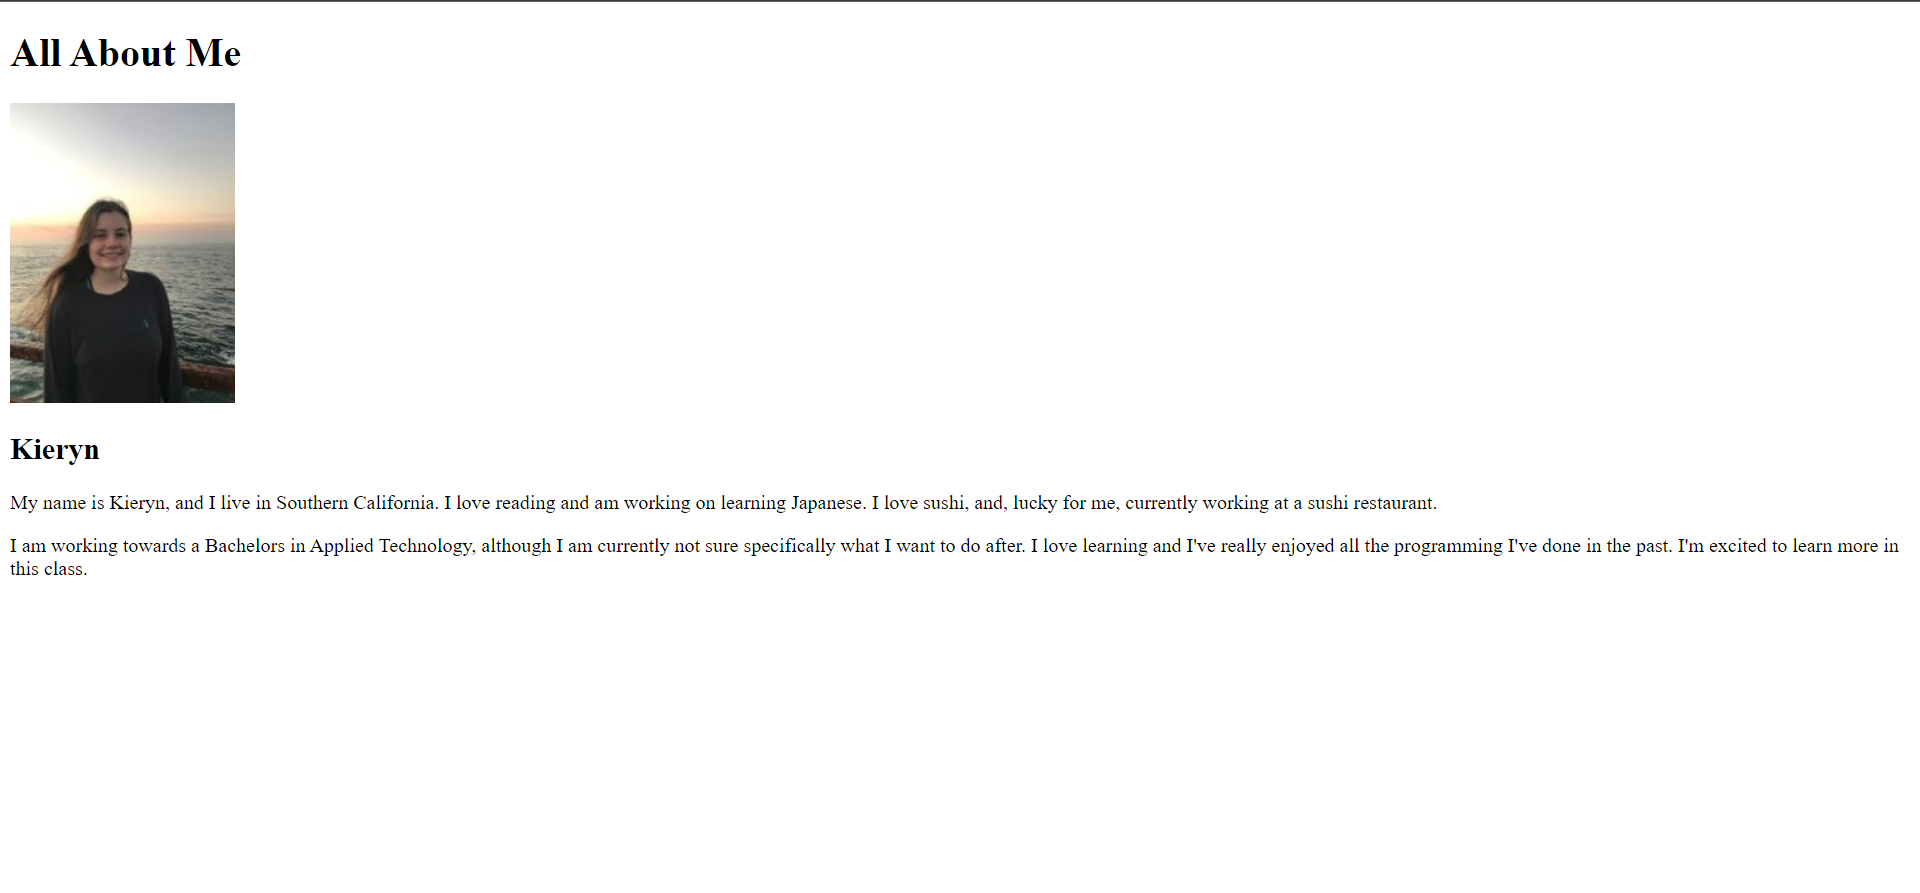 All About Me
Kieryn
My name is Kieryn, and I live in Southern California. I love reading and am working on learning Japanese. I love sushi, and, lucky for me, currently working at a sushi restaurant.
I am working towards a Bachelors in Applied Technology, although I am currently not sure specifically what I want to do after. I love learning and I've really enjoyed all the programming I've done in the past. I'm excited to learn more in
this class.